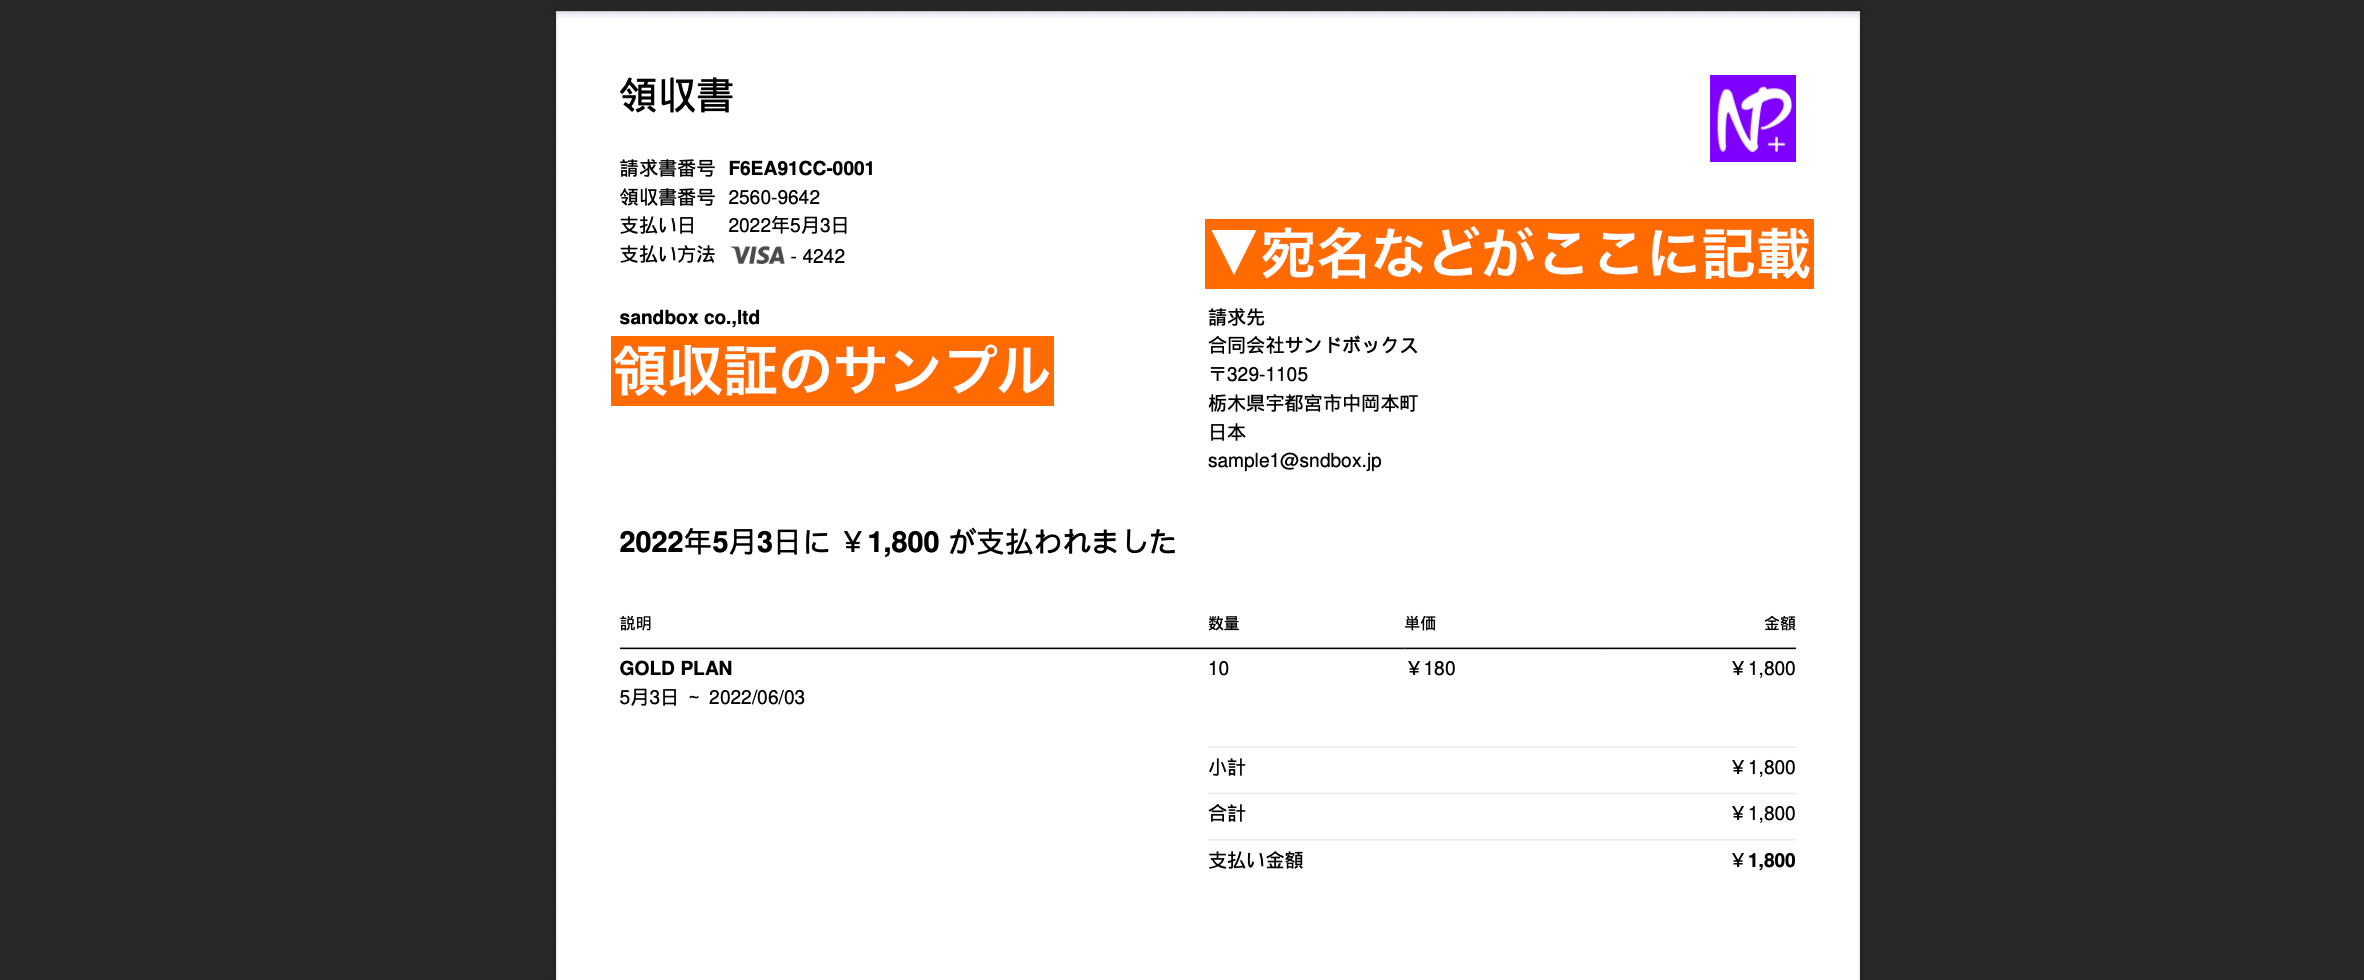 領収書
NP+
請求書番号 F6EA91CC-0001
領収書番号 2560-9642
支払い日 2022年5月3日
支払い方法 VISA - 4242
▼宛名などがここに記載
sandbox co.,ltd
領収証のサンプル
請求先
合同会社サンドボックス
〒329-1105
栃木県宇都宮市中岡本町
日本
sample1@sndbox.jp
2022年5月3日に ￥1,800 が支払われました
説明 数量 単価 金額
GOLD PLAN 10 ￥180 ￥1,800
5月3日 ~ 2022/06/03
小計 ￥1,800
合計 ￥1,800
支払い金額 ￥1,800